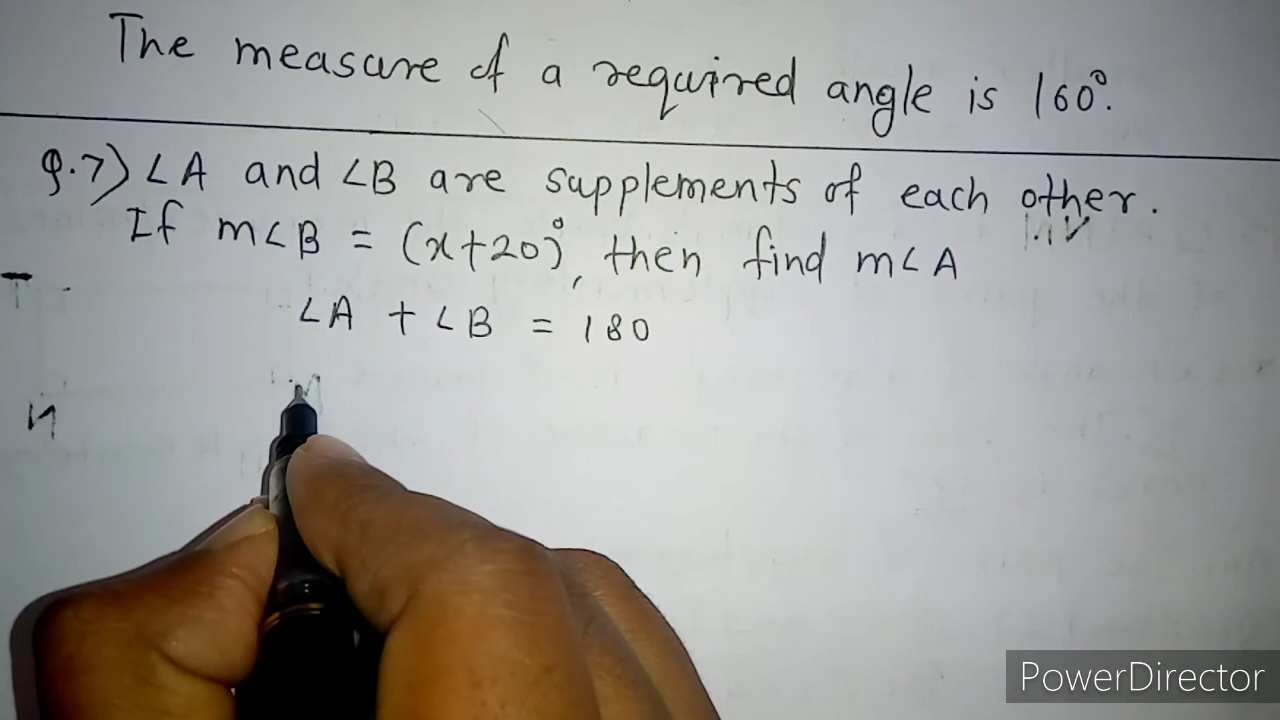 The measure of a required angle is 160°.
Q.7) ∠A and ∠B are supplements of each other.
If m∠B = (x+20)°, then find m∠A
∠A + ∠B = 180
PowerDirector